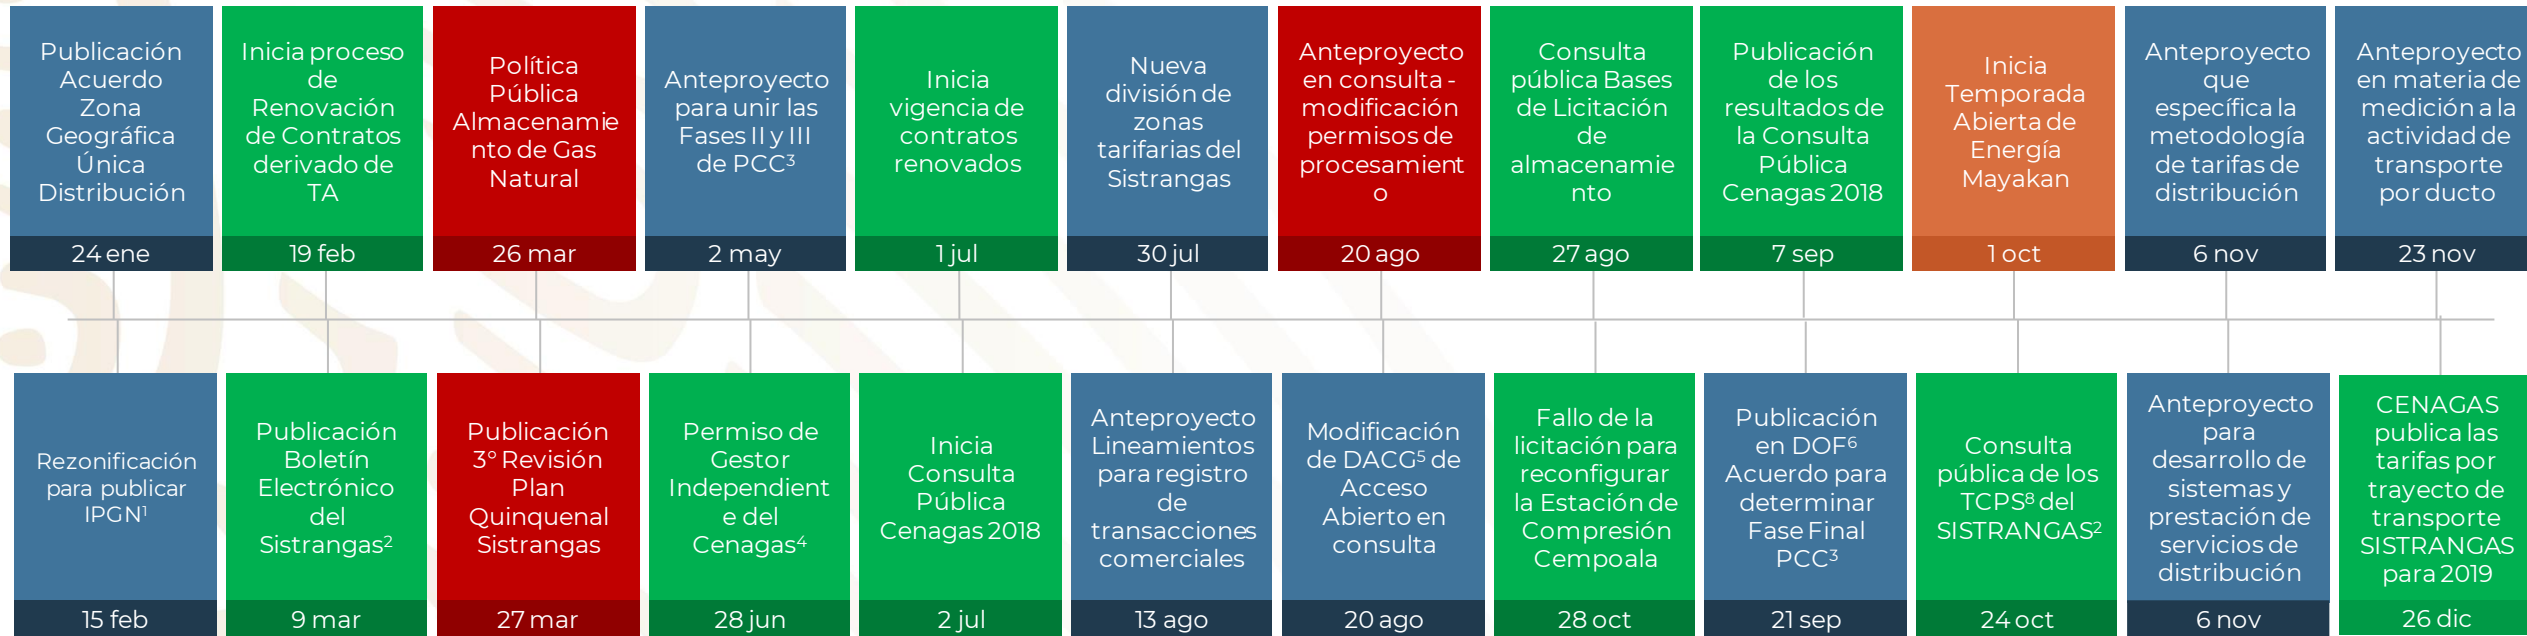 Publicación
Acuerdo
Zona
Geográfica
Única
Distribución
24 ene
Inicia proceso
de
Renovación
de Contratos
derivado de
TA
19 feb
Política
Pública
Almacenamie
nto de Gas
Natural
26 mar
Anteproyecto
para unir las
Fases II y III
de PCC³
2 may
Inicia
vigencia de
contratos
renovados
1 jul
Nueva
división de
zonas
tarifarias del
Sistrangas
30 jul
Anteproyecto
en consulta -
modificación
permisos de
procesamient
o
20 ago
Consulta
pública Bases
de Licitación
de
almacenamie
nto
27 ago
Publicación
de los
resultados de
la Consulta
Pública
Cenagas 2018
7 sep
Inicia
Temporada
Abierta de
Energía
Mayakan
1 oct
Anteproyecto
que
específica la
metodología
de tarifas de
distribución
6 nov
Anteproyecto
en materia de
medición a la
actividad de
transporte
por ducto
23 nov
Rezonificación
para publicar
IPGN¹
15 feb
Publicación
Boletín
Electrónico
del
Sistrangas²
9 mar
Publicación
3° Revisión
Plan
Quinquenal
Sistrangas
27 mar
Permiso de
Gestor
Independient
e del
Cenagas⁴
28 jun
Inicia
Consulta
Pública
Cenagas 2018
2 jul
Anteproyecto
Lineamientos
para registro
de
transacciones
comerciales
13 ago
Modificación
de DACG⁵ de
Acceso
Abierto en
consulta
20 ago
Fallo de la
licitación para
reconfigurar
la Estación de
Compresión
Cempoala
28 oct
Publicación
en DOF⁶
Acuerdo para
determinar
Fase Final
PCC³
21 sep
Consulta
pública de los
TCPS⁸ del
SISTRANGAS²
24 oct
Anteproyecto
para
desarrollo de
sistemas y
prestación de
servicios de
distribución
6 nov
CENAGAS
publica las
tarifas por
trayecto de
transporte
SISTRANGAS
para 2019
26 dic